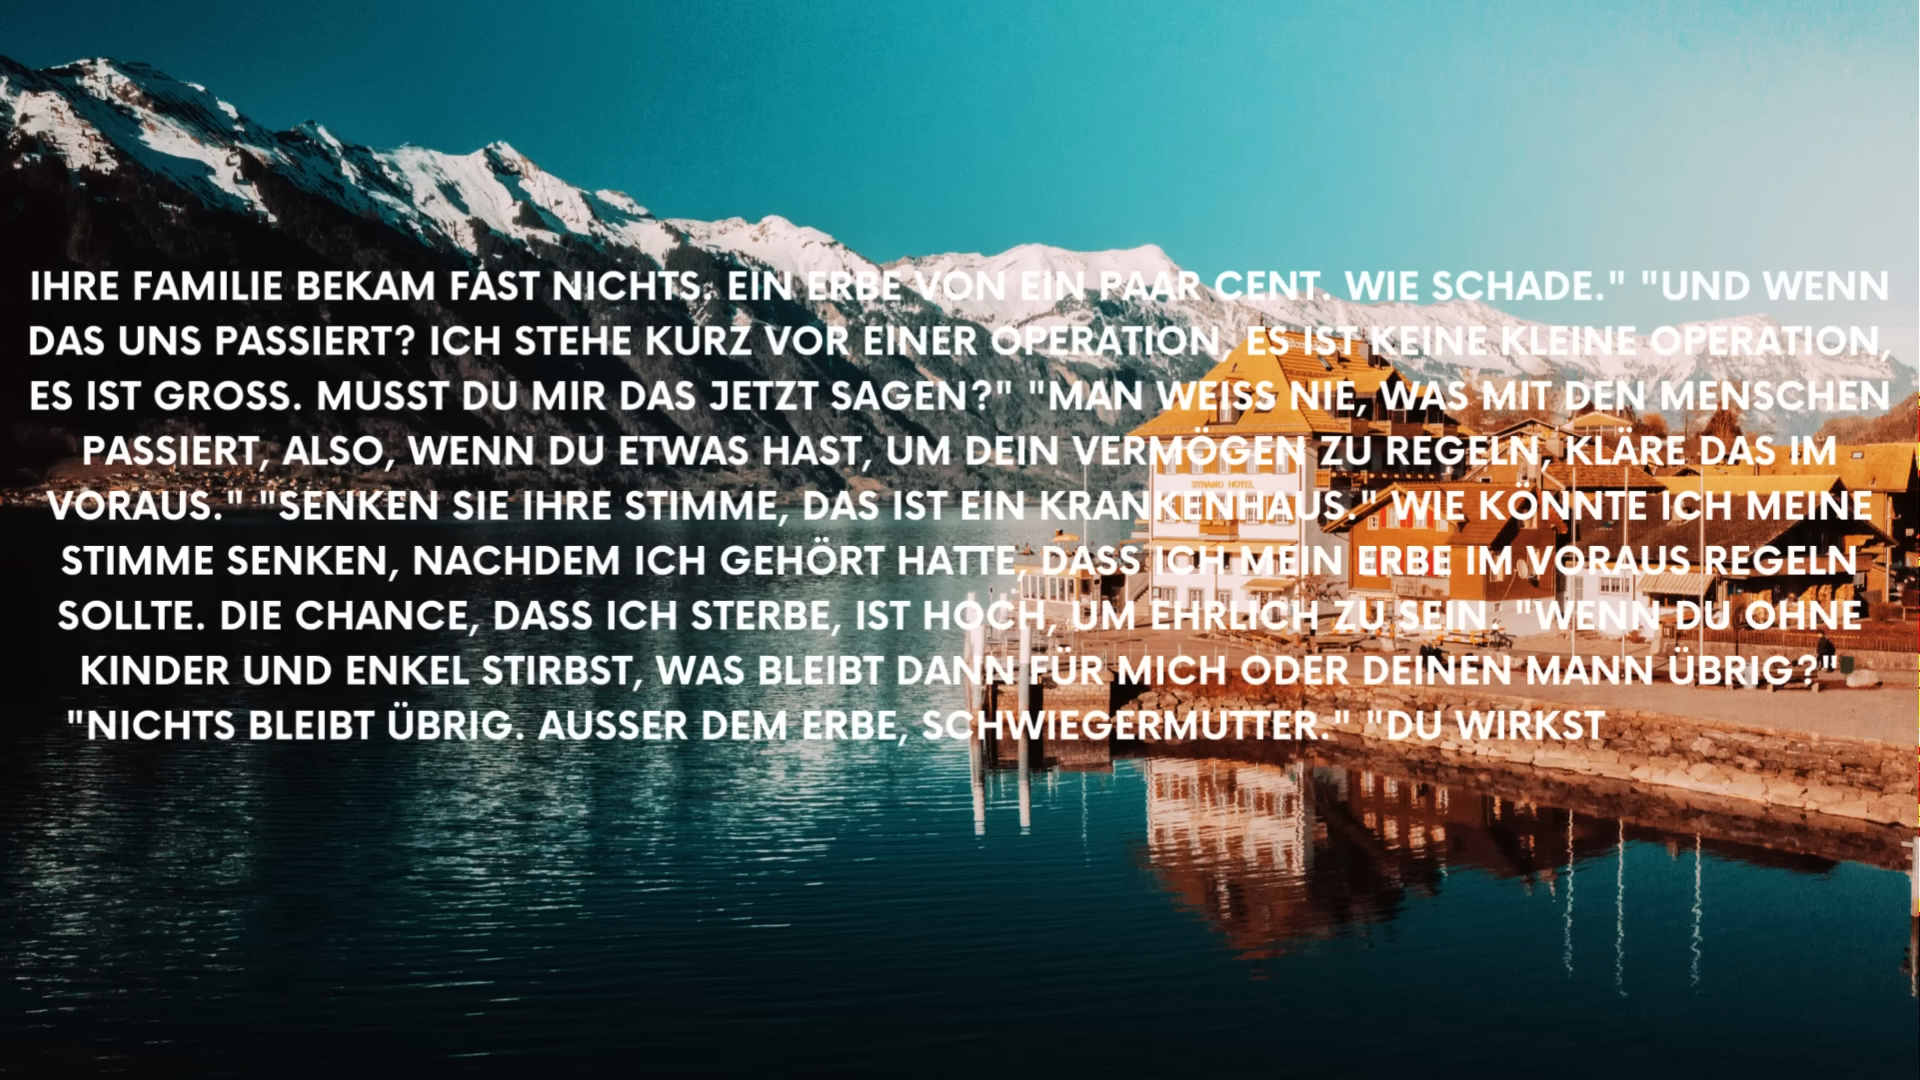 IHRE FAMILIE BEKAM FAST NICHTS. EIN ERBE VON EIN PAAR CENT. WIE SCHADE." "UND WENN
DAS UNS PASSIERT? ICH STEHE KURZ VOR EINER OPERATION, ES IST KEINE KLEINE OPERATION,
ES IST GROSS. MUSST DU MIR DAS JETZT SAGEN?" "MAN WEISS NIE, WAS MIT DEN MENSCHEN
PASSIERT, ALSO, WENN DU ETWAS HAST, UM DEIN VERMÖGEN ZU REGELN, KLÄRE DAS IM
VORAUS." "SENKEN SIE IHRE STIMME, DAS IST EIN KRANKENHAUS." WIE KÖNNTE ICH MEINE
STIMME SENKEN, NACHDEM ICH GEHÖRT HATTE, DASS ICH MEIN ERBE IM VORAUS REGELN
SOLLTE. DIE CHANCE, DASS ICH STERBE, IST HOCH, UM EHRLICH ZU SEIN. "WENN DU OHNE
KINDER UND ENKEL STIRBST, WAS BLEIBT DANN FÜR MICH ODER DEINEN MANN ÜBRIG?"
"NICHTS BLEIBT ÜBRIG. AUSSER DEM ERBE, SCHWIEGERMUTTER." "DU WIRKST
STRAND HOTEL